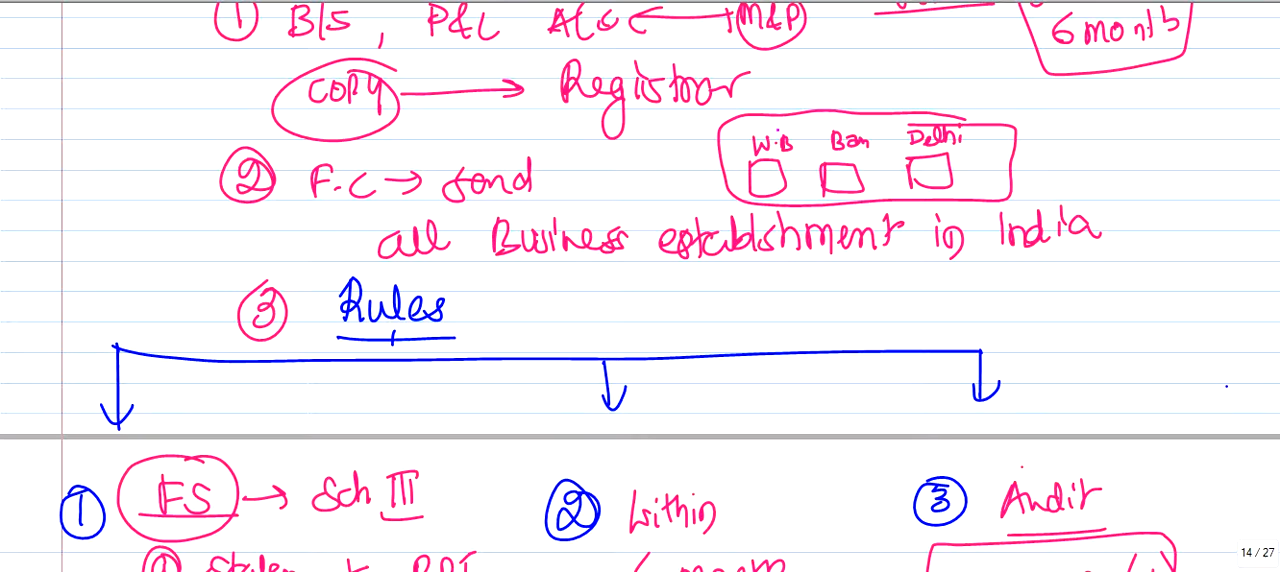 ① B/S, P&L A/c ← M&P
6 month
COPY → Registrar
W.B Ban Delhi
② F.C → send
all Business establishment in India
③ Rules
① FS → Sch III ② Within ③ Audit
14 / 27